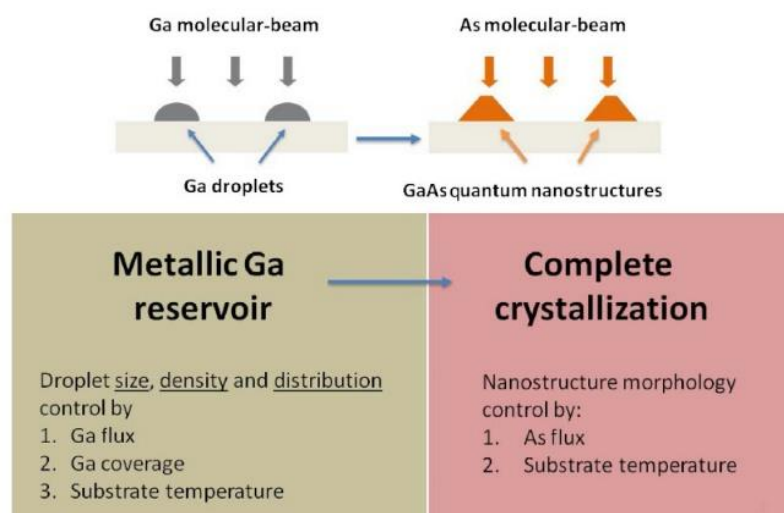 Ga molecular-beam
As molecular-beam
Ga droplets
GaAs quantum nanostructures
Metallic Ga
reservoir
Droplet size, density and distribution
control by
1. Ga flux
2. Ga coverage
3. Substrate temperature
Complete
crystallization
Nanostructure morphology
control by:
1. As flux
2. Substrate temperature